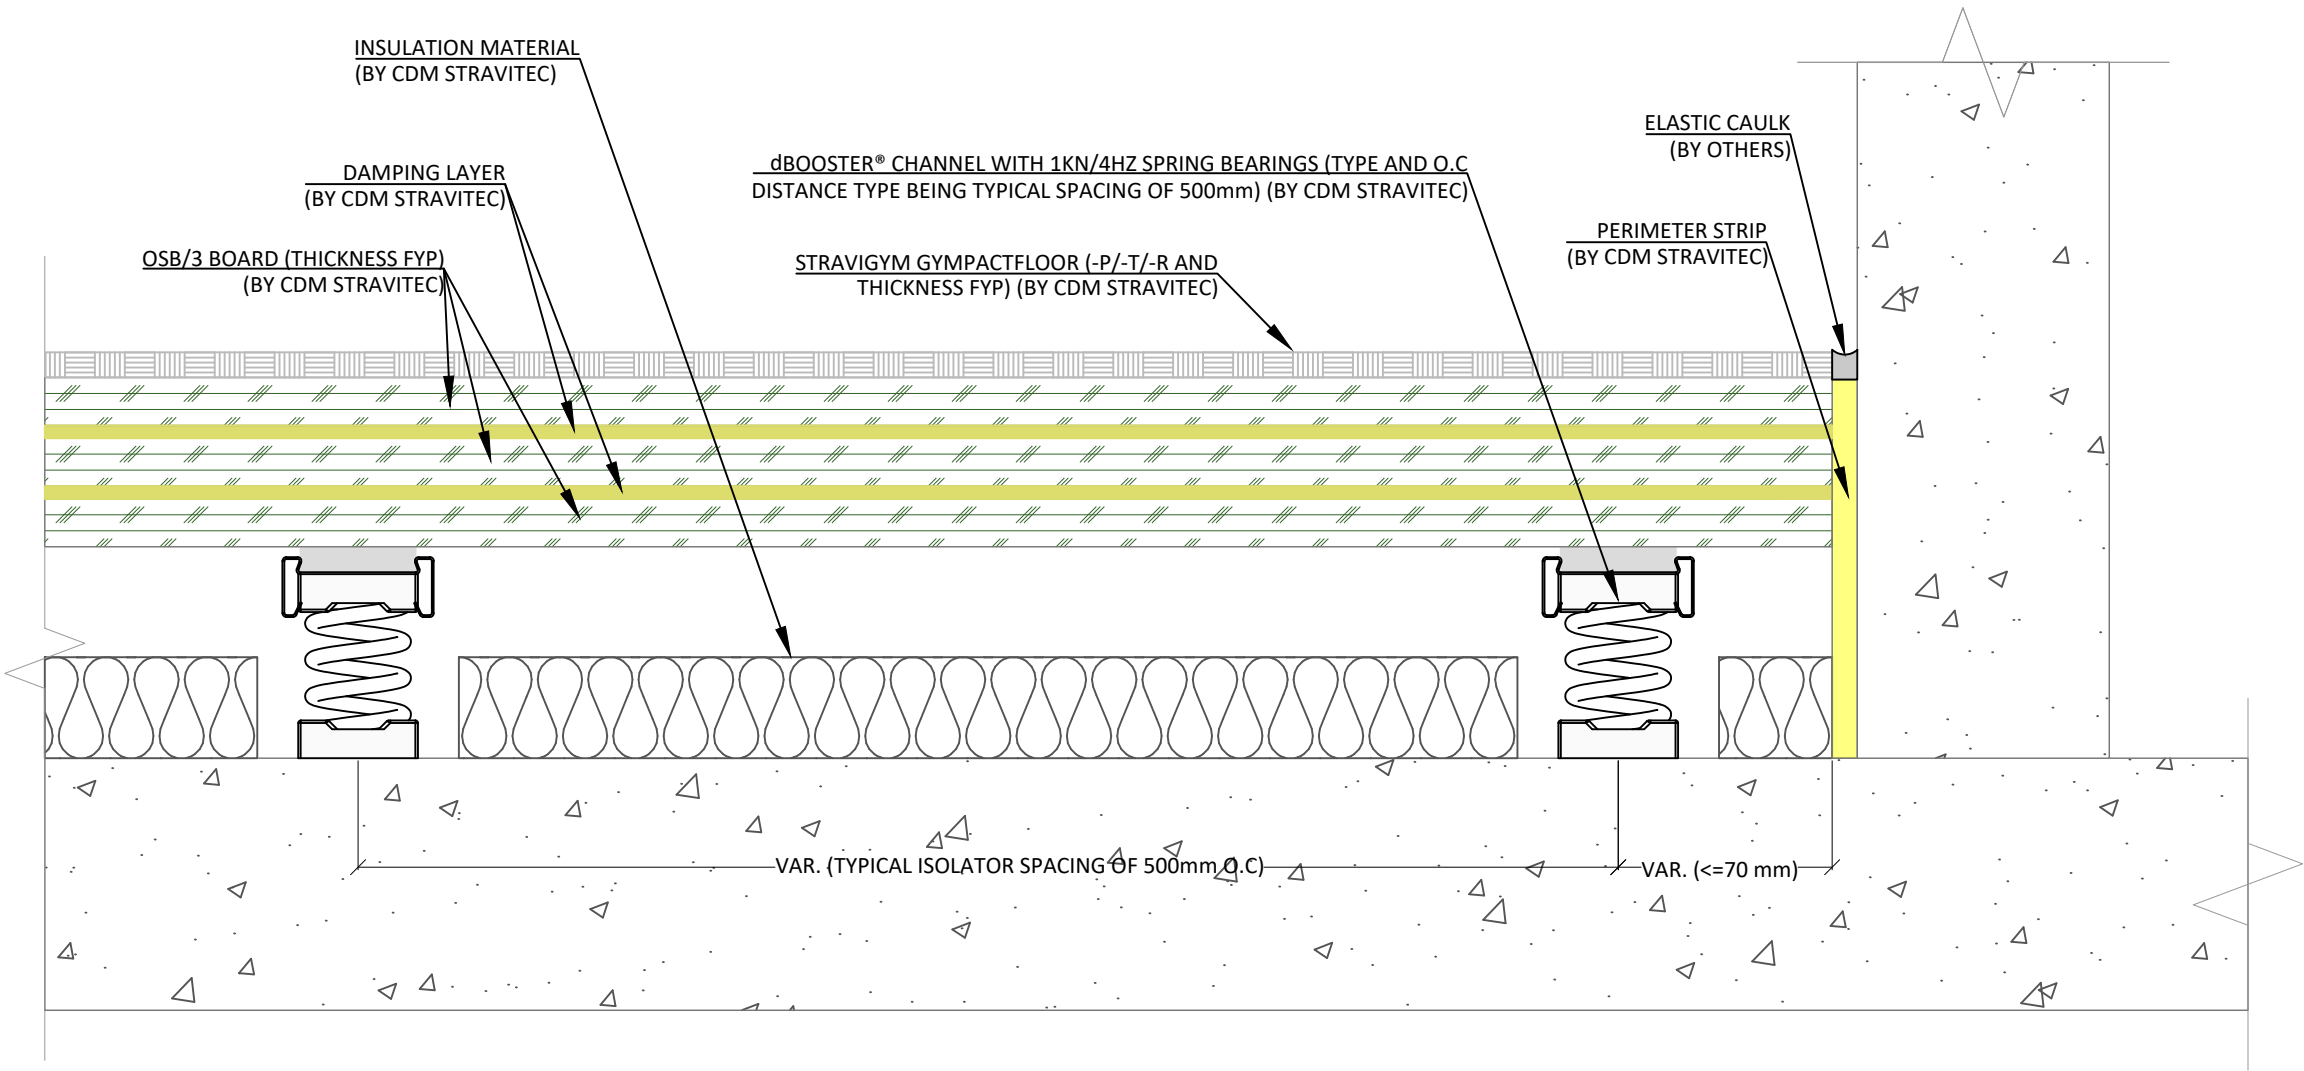 INSULATION MATERIAL
(BY CDM STRAVITEC)
DAMPING LAYER
(BY CDM STRAVITEC)
OSB/3 BOARD (THICKNESS FYP)
(BY CDM STRAVITEC)
dBOOSTER® CHANNEL WITH 1KN/4HZ SPRING BEARINGS (TYPE AND O.C
DISTANCE TYPE BEING TYPICAL SPACING OF 500mm) (BY CDM STRAVITEC)
STRAVIGYM GYMPACTFLOOR (-P/-T/-R AND
THICKNESS FYP) (BY CDM STRAVITEC)
ELASTIC CAULK
(BY OTHERS)
PERIMETER STRIP
(BY CDM STRAVITEC)
VAR. (TYPICAL ISOLATOR SPACING OF 500mm O.C)
VAR. (<=70 mm)